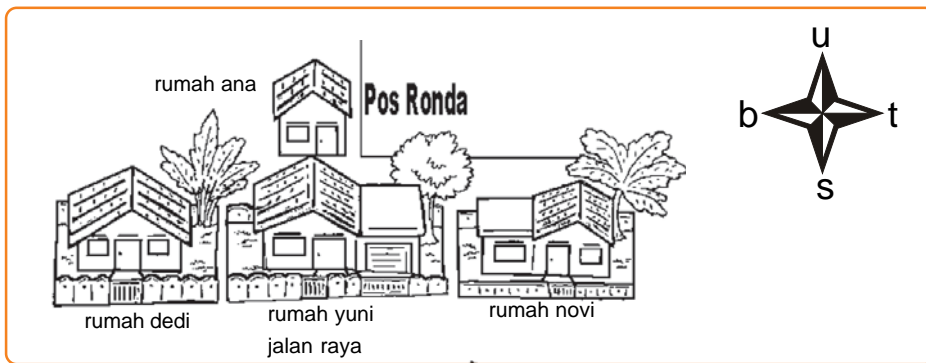 u
rumah ana
Pos Ronda
b
t
s
rumah dedi
rumah yuni
rumah novi
jalan raya